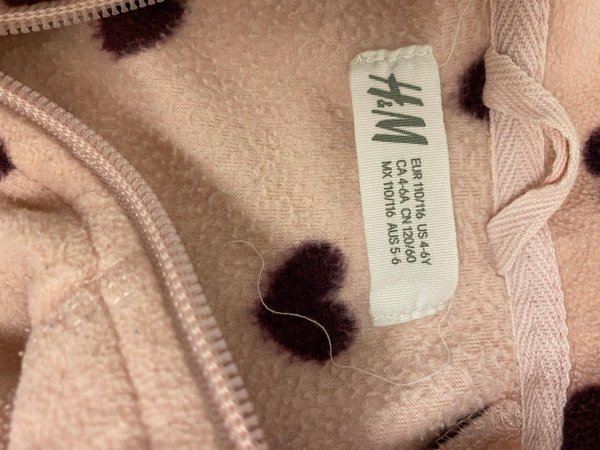 H&M
EUR 110/116 US 4-6Y
CA 4-6A CN 120/60
MX 110/116 AUS 5-6